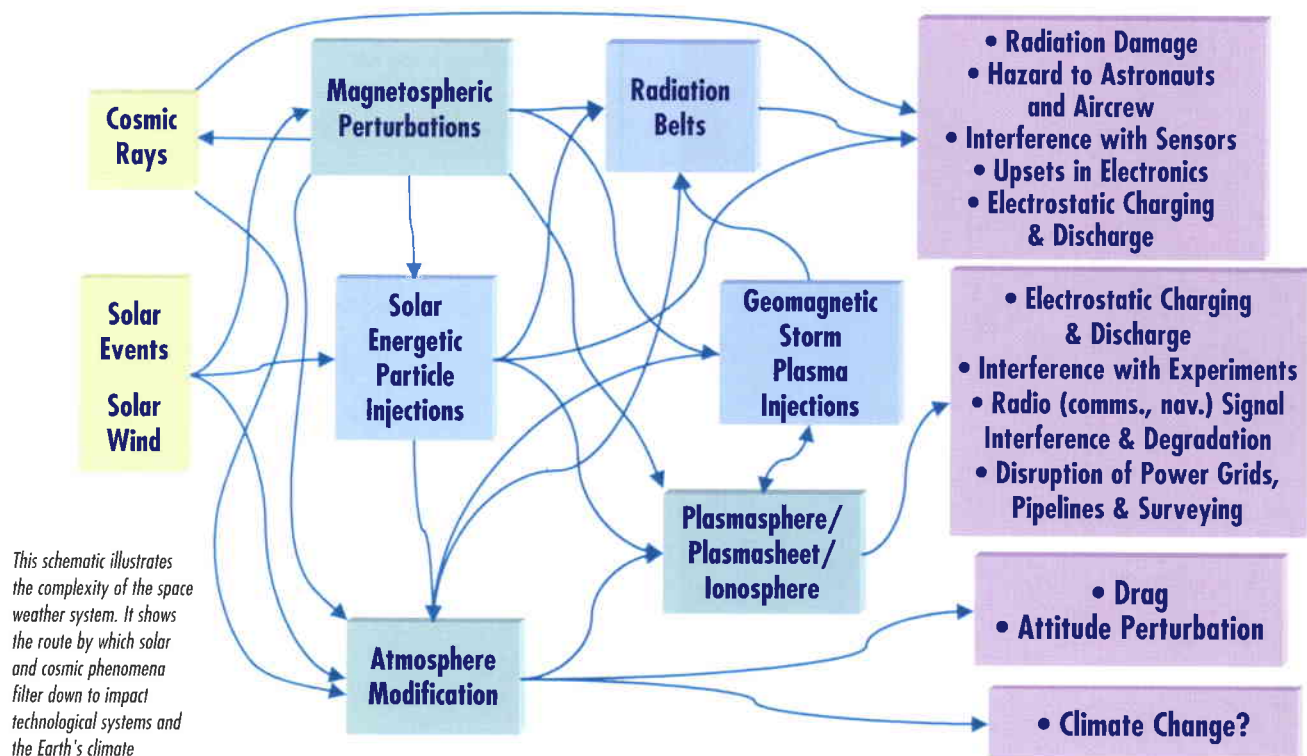 Cosmic
Rays
Magnetospheric
Perturbations
Radiation
Belts
• Radiation Damage
• Hazard to Astronauts
and Aircrew
• Interference with Sensors
• Upsets in Electronics
• Electrostatic Charging
& Discharge
Solar
Events
Solar
Wind
Solar
Energetic
Particle
Injections
Geomagnetic
Storm
Plasma
Injections
• Electrostatic Charging
& Discharge
• Interference with Experiments
• Radio (comms., nav.) Signal
Interference & Degradation
• Disruption of Power Grids,
Pipelines & Surveying
Plasmasphere/
Plasmasheet/
Ionosphere
• Drag
• Attitude Perturbation
Atmosphere
Modification
• Climate Change?
This schematic illustrates
the complexity of the space
weather system. It shows
the route by which solar
and cosmic phenomena
filter down to impact
technological systems and
the Earth's climate